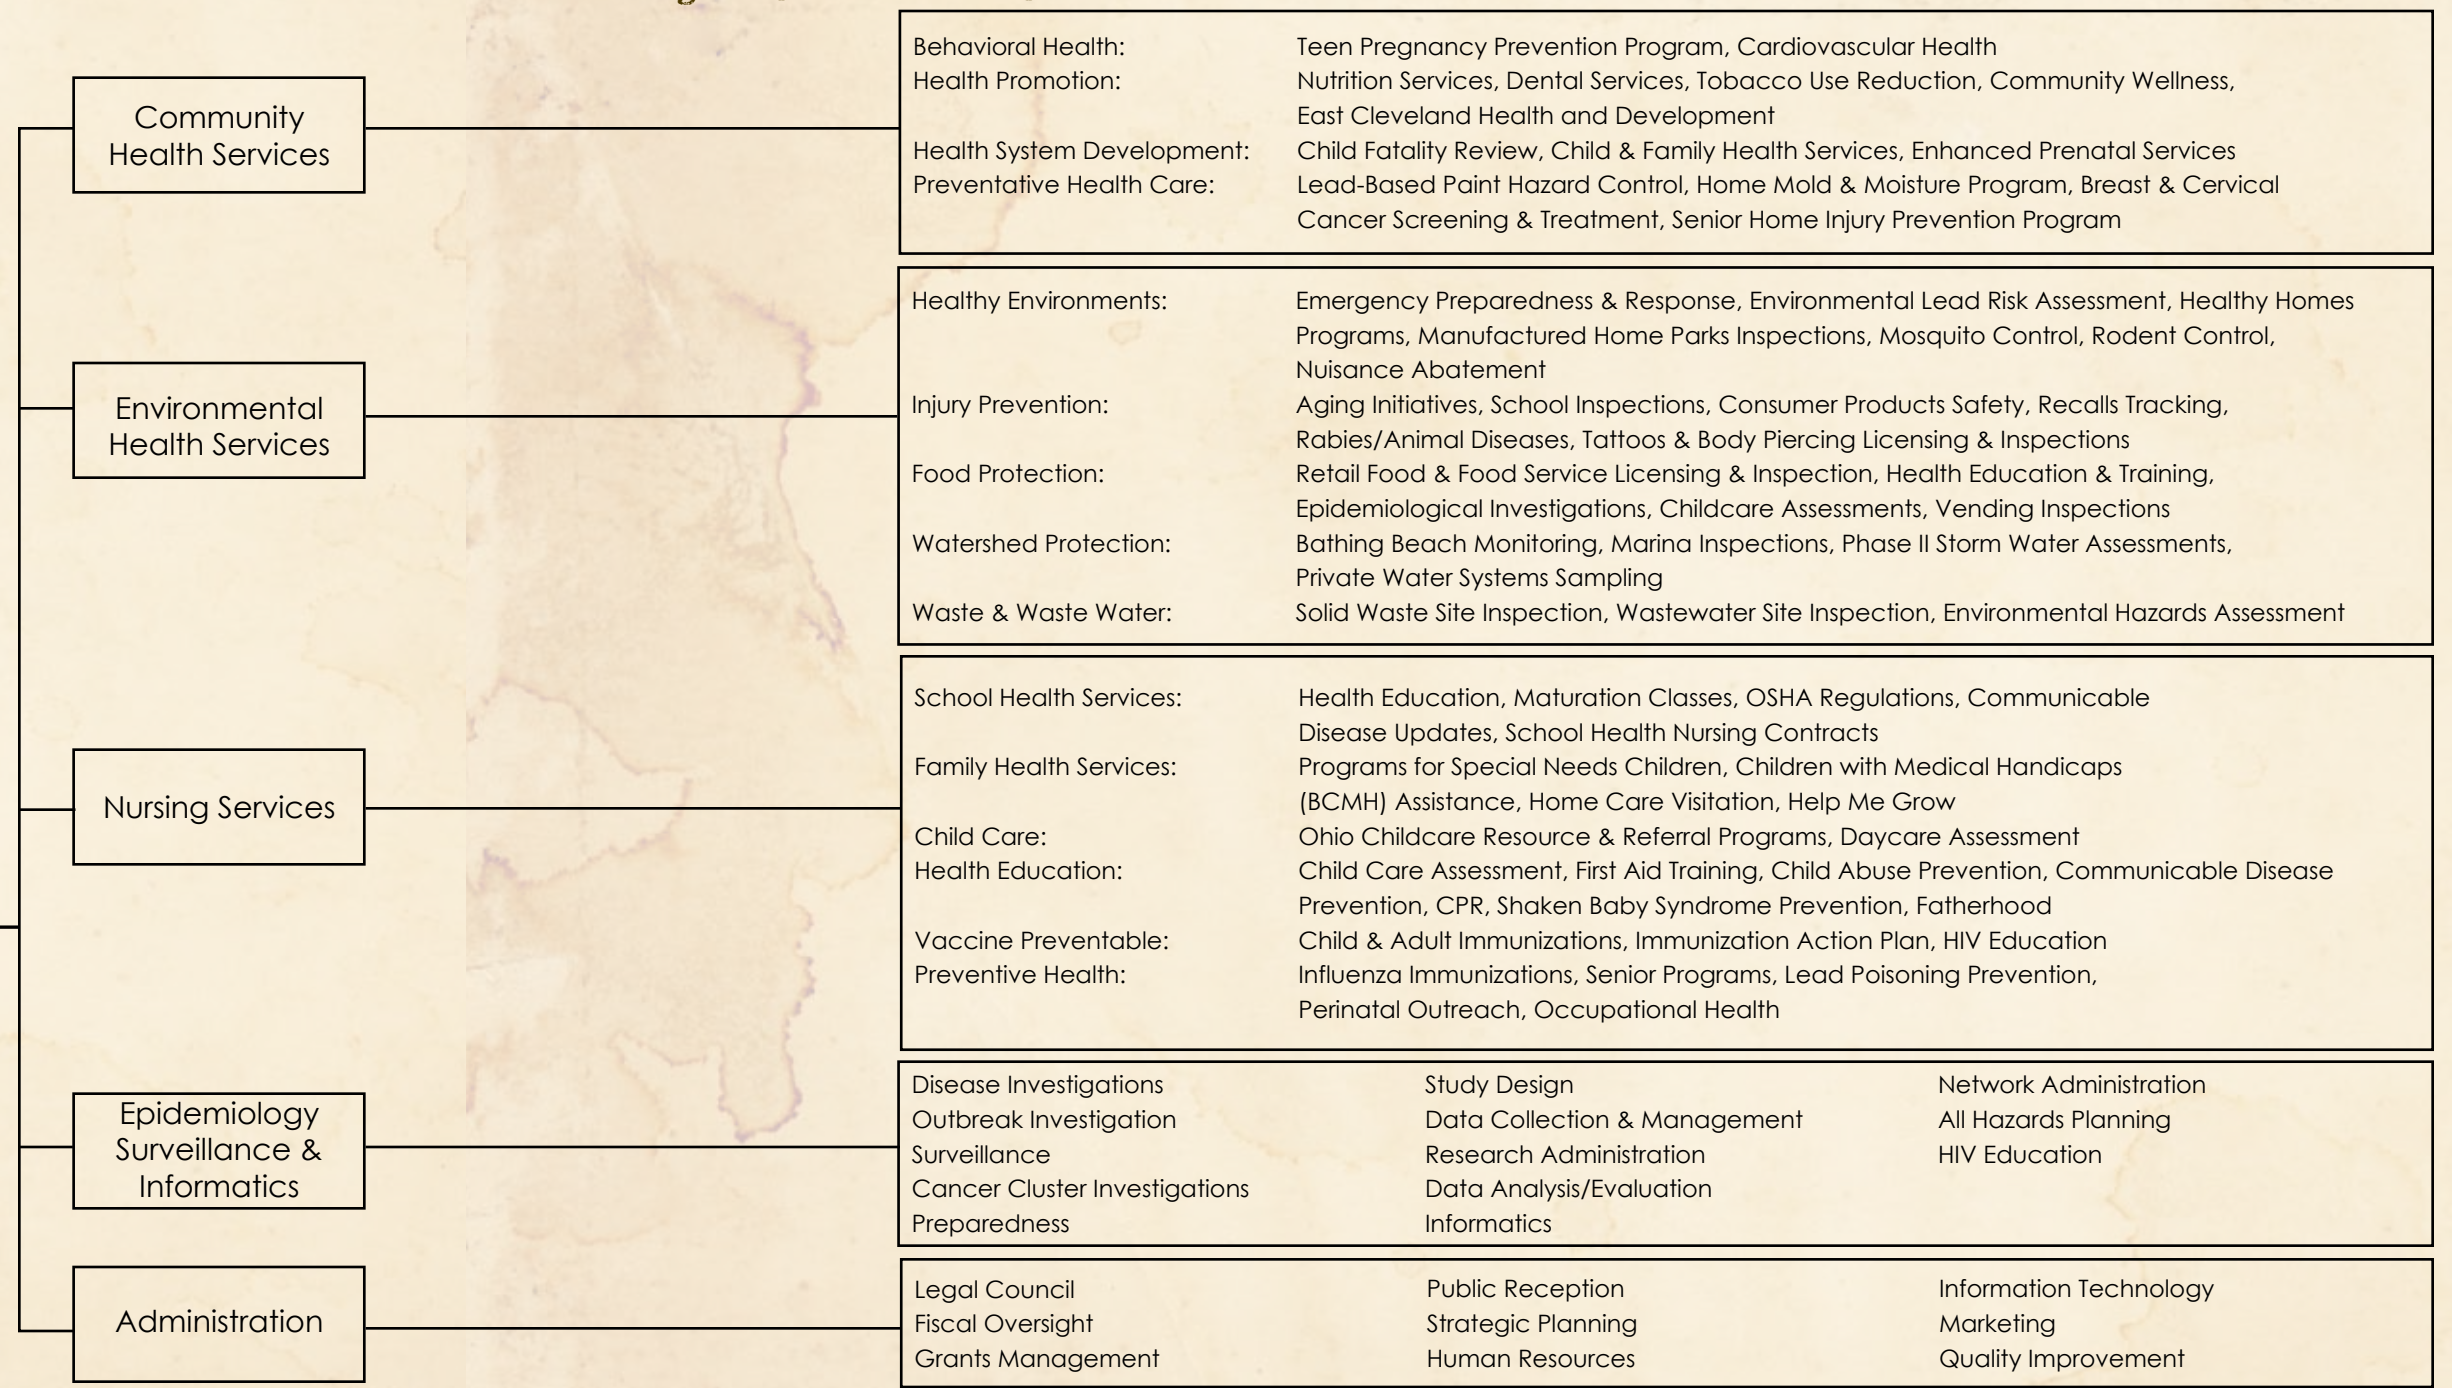 Community
Health Services
Behavioral Health: Teen Pregnancy Prevention Program, Cardiovascular Health
Health Promotion: Nutrition Services, Dental Services, Tobacco Use Reduction, Community Wellness,
East Cleveland Health and Development
Health System Development: Child Fatality Review, Child & Family Health Services, Enhanced Prenatal Services
Preventative Health Care: Lead-Based Paint Hazard Control, Home Mold & Moisture Program, Breast & Cervical
Cancer Screening & Treatment, Senior Home Injury Prevention Program
Environmental
Health Services
Healthy Environments: Emergency Preparedness & Response, Environmental Lead Risk Assessment, Healthy Homes
Programs, Manufactured Home Parks Inspections, Mosquito Control, Rodent Control,
Nuisance Abatement
Injury Prevention: Aging Initiatives, School Inspections, Consumer Products Safety, Recalls Tracking,
Rabies/Animal Diseases, Tattoos & Body Piercing Licensing & Inspections
Food Protection: Retail Food & Food Service Licensing & Inspection, Health Education & Training,
Epidemiological Investigations, Childcare Assessments, Vending Inspections
Watershed Protection: Bathing Beach Monitoring, Marina Inspections, Phase II Storm Water Assessments,
Private Water Systems Sampling
Waste & Waste Water: Solid Waste Site Inspection, Wastewater Site Inspection, Environmental Hazards Assessment
Nursing Services
School Health Services: Health Education, Maturation Classes, OSHA Regulations, Communicable
Disease Updates, School Health Nursing Contracts
Family Health Services: Programs for Special Needs Children, Children with Medical Handicaps
(BCMH) Assistance, Home Care Visitation, Help Me Grow
Child Care: Ohio Childcare Resource & Referral Programs, Daycare Assessment
Health Education: Child Care Assessment, First Aid Training, Child Abuse Prevention, Communicable Disease
Prevention, CPR, Shaken Baby Syndrome Prevention, Fatherhood
Vaccine Preventable: Child & Adult Immunizations, Immunization Action Plan, HIV Education
Preventive Health: Influenza Immunizations, Senior Programs, Lead Poisoning Prevention,
Perinatal Outreach, Occupational Health
Epidemiology
Surveillance &
Informatics
Disease Investigations Study Design Network Administration
Outbreak Investigation Data Collection & Management All Hazards Planning
Surveillance Research Administration HIV Education
Cancer Cluster Investigations Data Analysis/Evaluation
Preparedness Informatics
Administration
Legal Council Public Reception Information Technology
Fiscal Oversight Strategic Planning Marketing
Grants Management Human Resources Quality Improvement